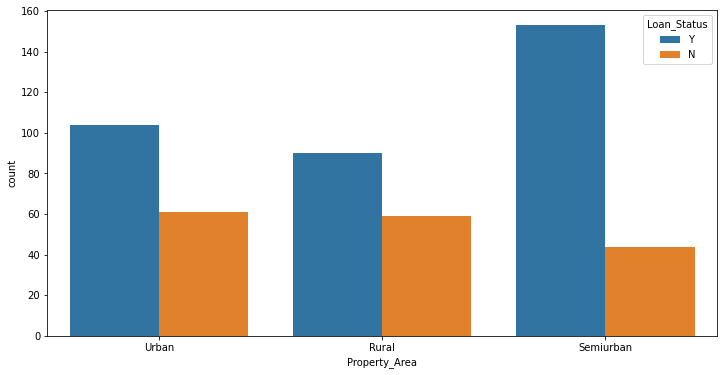 160
140
120
100
80
60
40
20
0
count
Loan_Status
Y
N
Urban
Rural
Semiurban
Property_Area